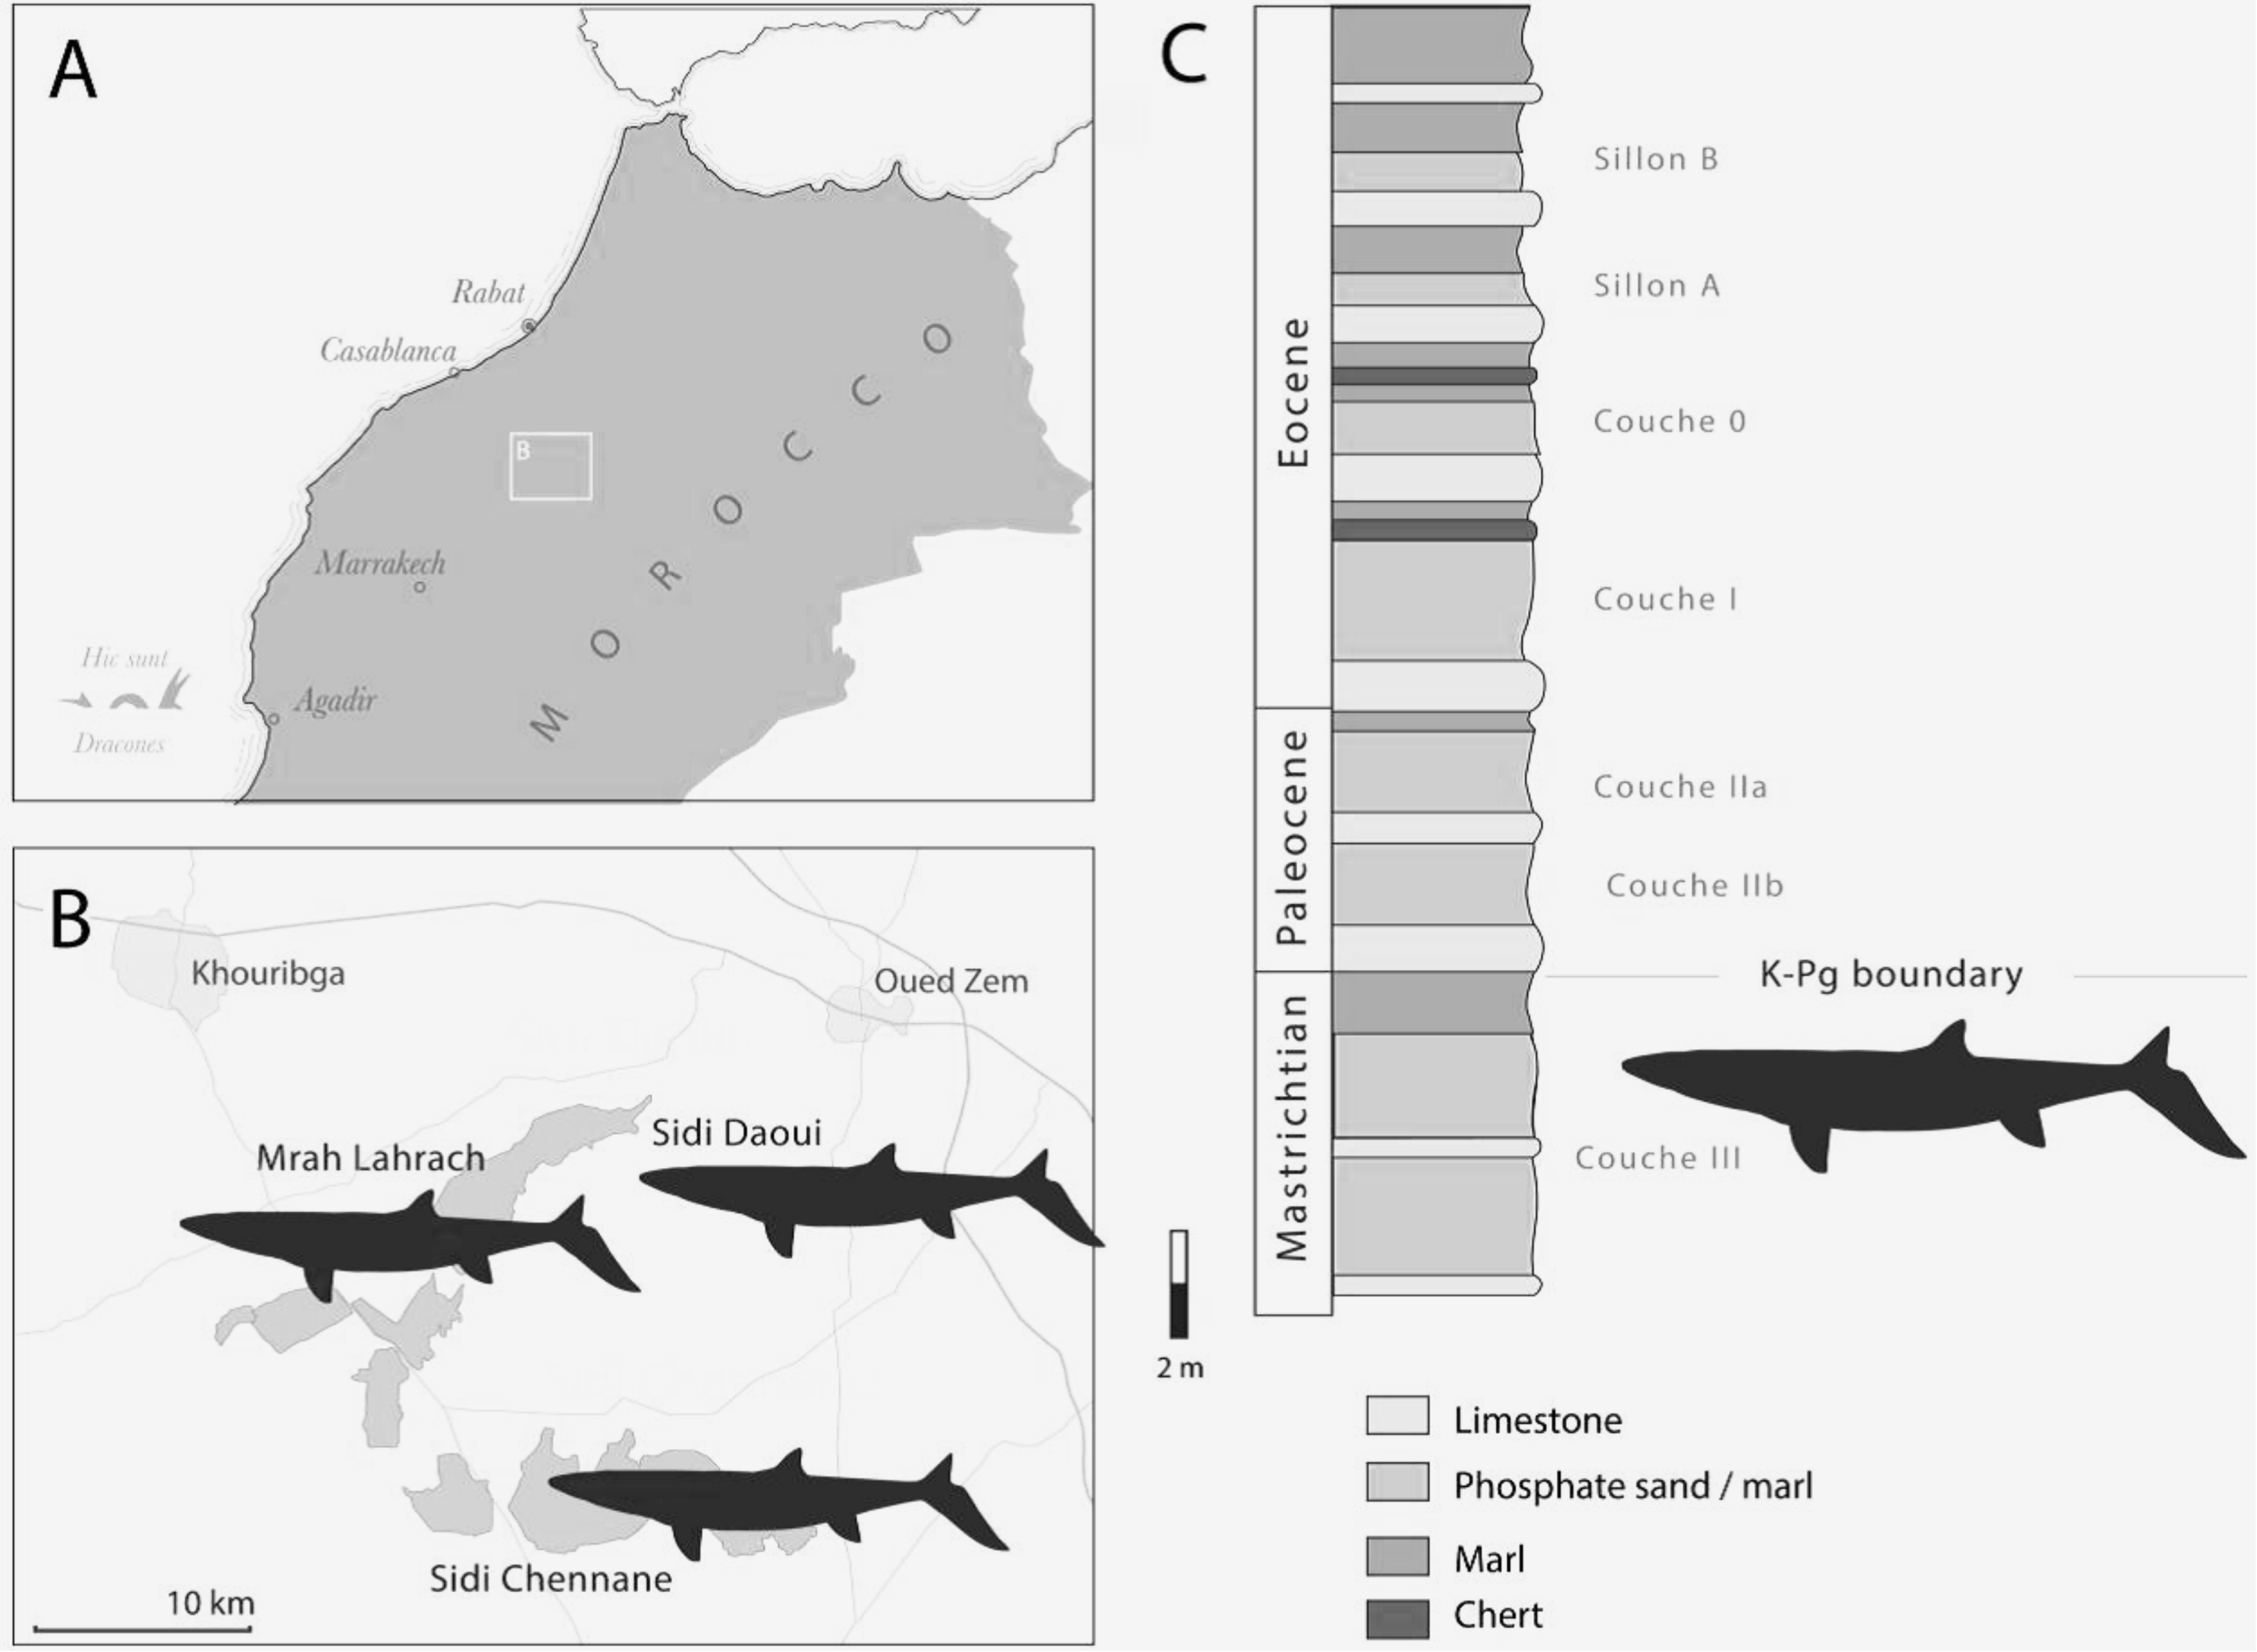 A
Rabat
Casablanca
B
Marrakech
Hic sunt
Dracones
Agadir
MOROCCO
B
Khouribga
Oued Zem
Sidi Daoui
Mrah Lahrach
Sidi Chennane
10 km
C
Eocene
Paleocene
Mastrichtian
Sillon B
Sillon A
Couche 0
Couche I
Couche IIa
Couche IIb
K-Pg boundary
Couche III
2 m
Limestone
Phosphate sand / marl
Marl
Chert